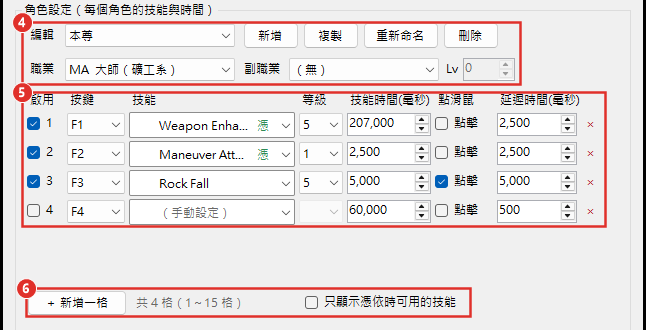 角色設定（每個角色的技能與時間）
4
編輯 本尊 新增 複製 重新命名 刪除
職業 MA 大師（礦工系） 副職業 （無） Lv 0
5
啟用 按鍵 技能 等級 技能時間(毫秒) 點滑鼠 延遲時間(毫秒)
1 F1 Weapon Enha... 憑 5 207,000 點擊 2,500 ×
2 F2 Maneuver Att... 憑 1 2,500 點擊 2,500 ×
3 F3 Rock Fall 5 5,000 點擊 5,000 ×
4 F4 （手動設定） 60,000 點擊 500 ×
6
+ 新增一格 共 4 格（1～15 格） 只顯示憑依時可用的技能